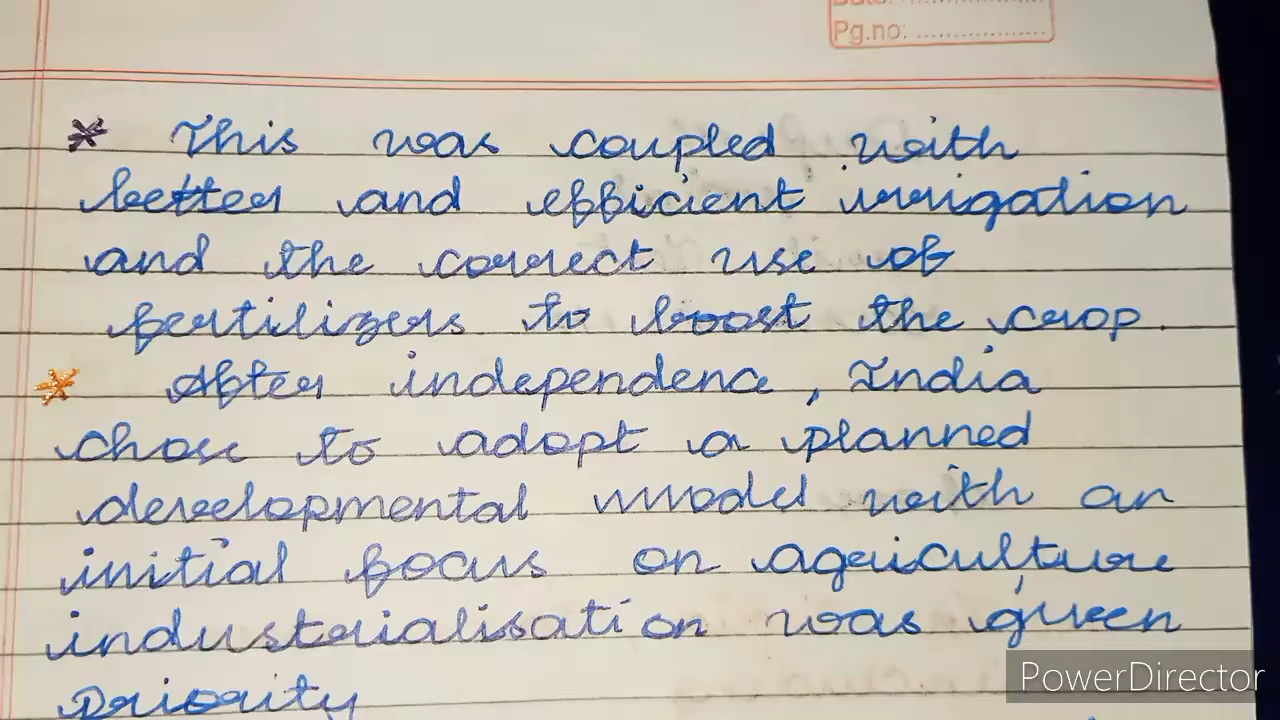 Date: ..................
Pg.no: ..................
* This was coupled with
better and efficient irrigation
and the correct use of
fertilizers to boost the crop.
* After independenc, India
chose to adopt a planned
developmental model with an
initial focus on agriculture
industrialisation was given
priority
PowerDirector